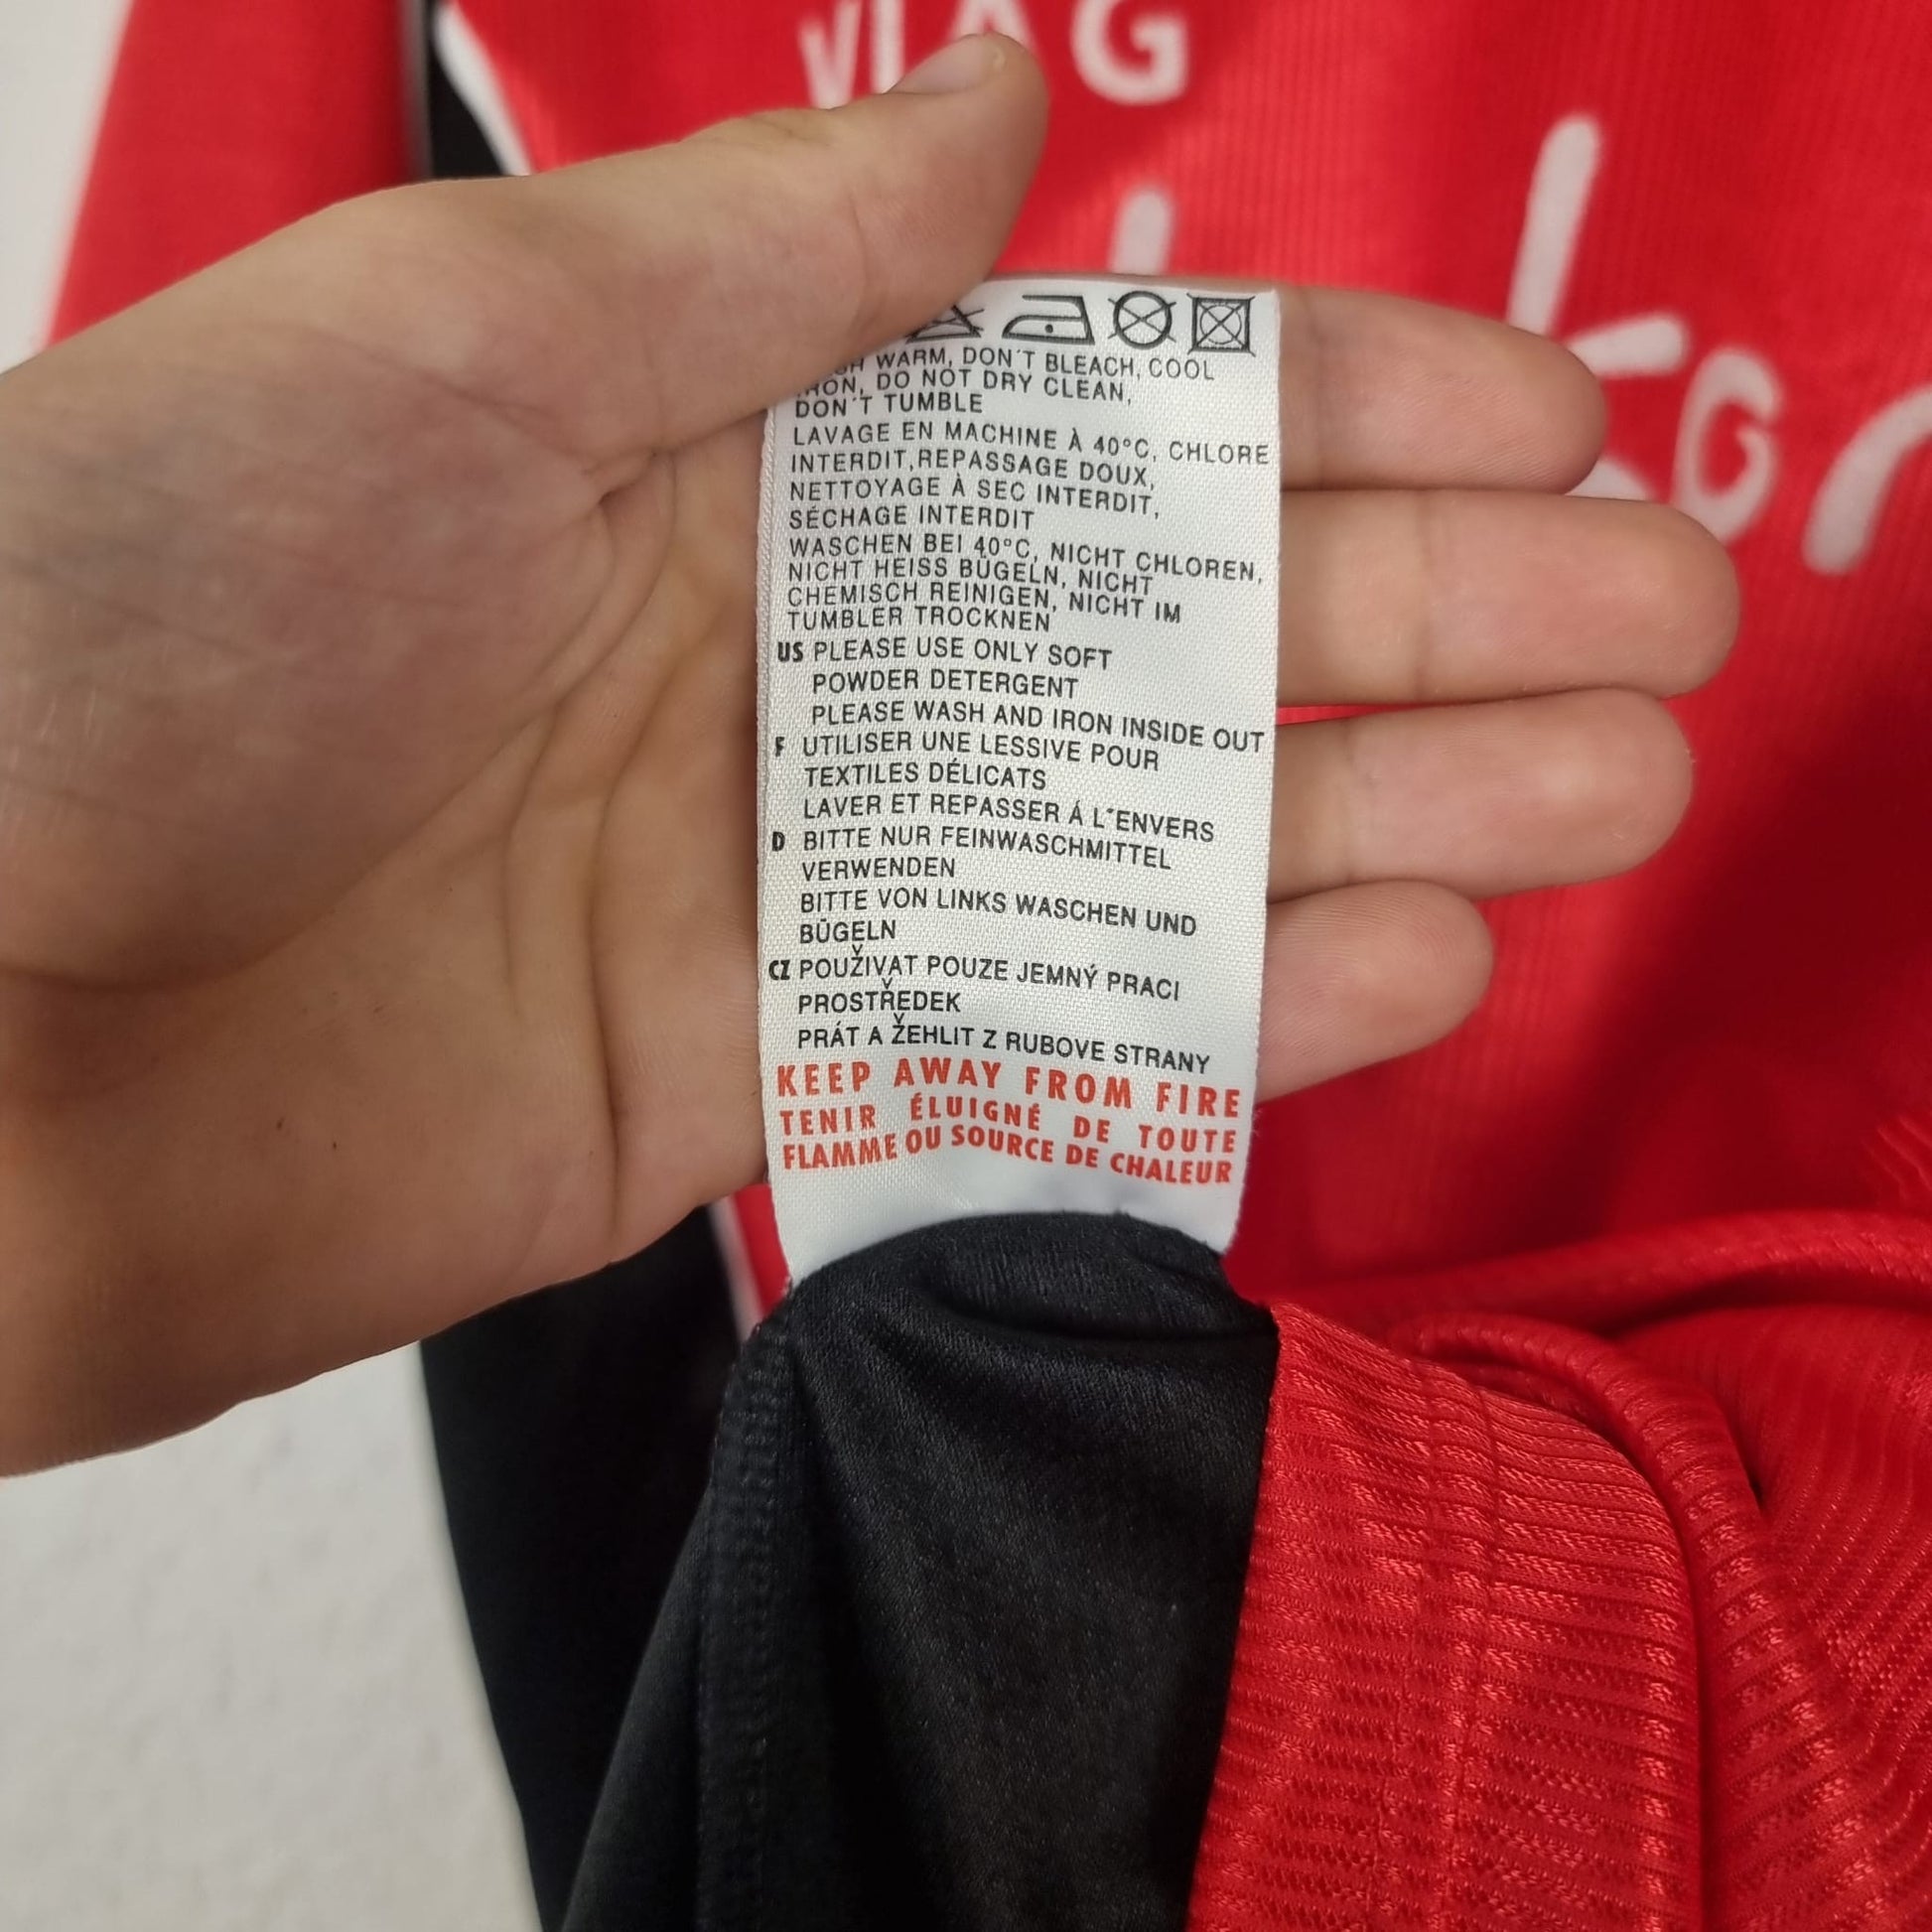 VIAG
WARM, DON´T BLEACH, COOL
IRON, DO NOT DRY CLEAN,
DON´T TUMBLE
LAVAGE EN MACHINE À 40°C, CHLORE
INTERDIT,REPASSAGE DOUX,
NETTOYAGE À SEC INTERDIT,
SÉCHAGE INTERDIT
WASCHEN BEI 40°C, NICHT CHLOREN,
NICHT HEISS BÜGELN, NICHT
CHEMISCH REINIGEN, NICHT IM
TUMBLER TROCKNEN
US PLEASE USE ONLY SOFT
POWDER DETERGENT
PLEASE WASH AND IRON INSIDE OUT
F UTILISER UNE LESSIVE POUR
TEXTILES DÉLICATS
LAVER ET REPASSER Á L´ENVERS
D BITTE NUR FEINWASCHMITTEL
VERWENDEN
BITTE VON LINKS WASCHEN UND
BÜGELN
CZ POUŽIVAT POUZE JEMNÝ PRACI
PROSTŘEDEK
PRÁT A ŽEHLIT Z RUBOVE STRANY
KEEP AWAY FROM FIRE
TENIR ÉLUIGNÉ DE TOUTE
FLAMME OU SOURCE DE CHALEUR